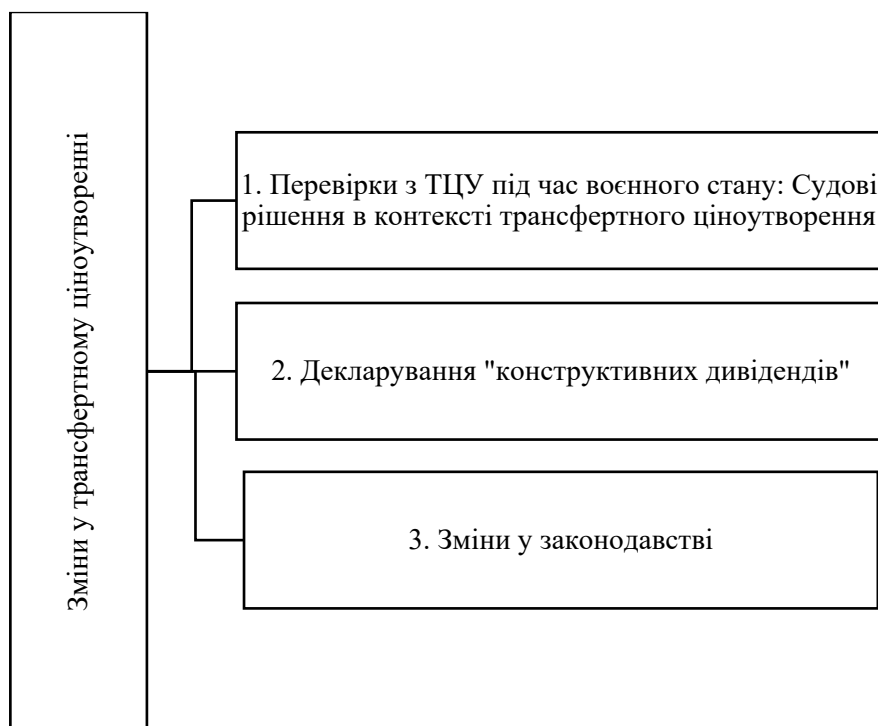 Зміни у трансфертному ціноутворенні
1. Перевірки з ТЦУ під час воєнного стану: Судові
рішення в контексті трансфертного ціноутворення
2. Декларування "конструктивних дивідендів"
3. Зміни у законодавстві